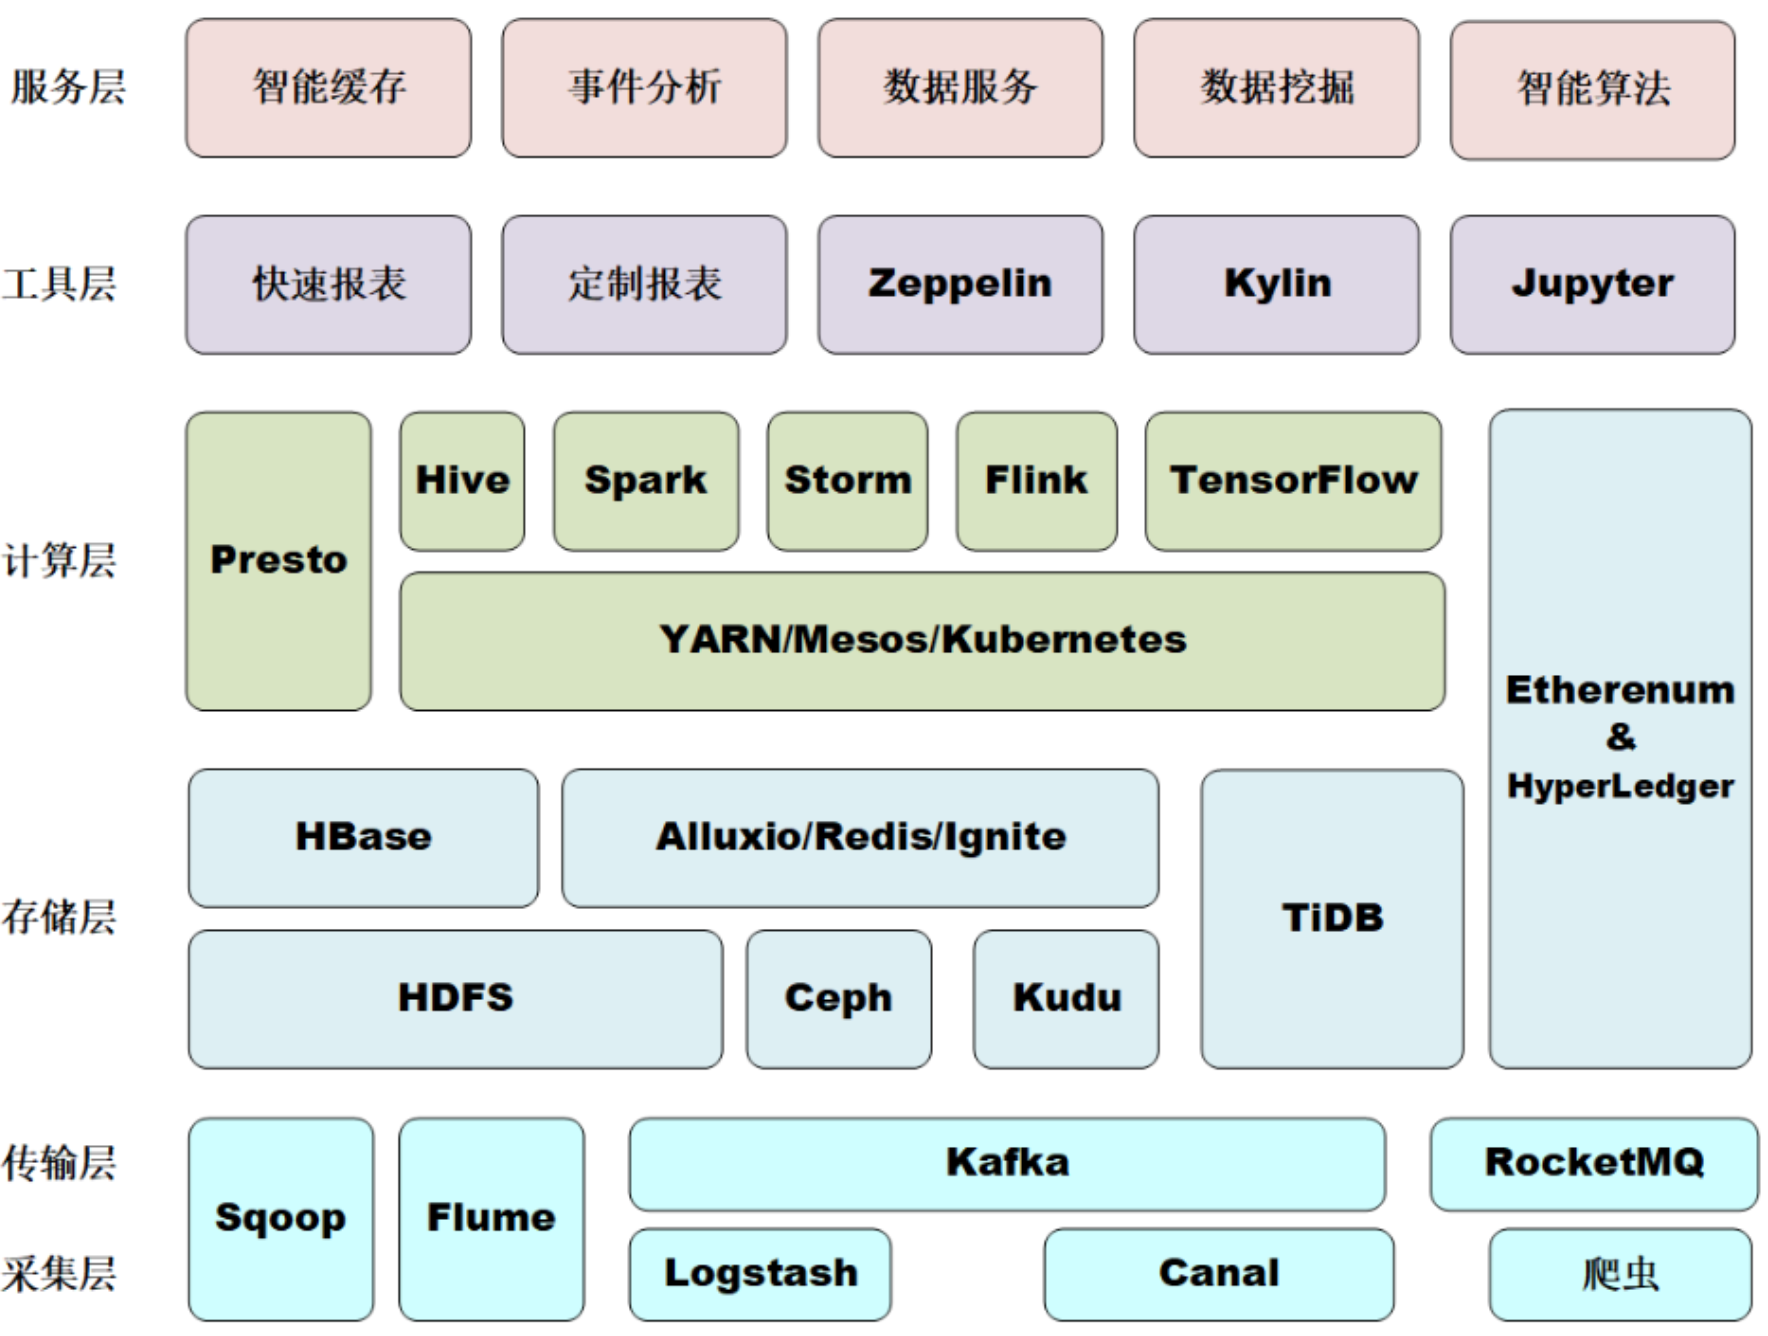 服务层
智能缓存
事件分析
数据服务
数据挖掘
智能算法
工具层
快速报表
定制报表
Zeppelin
Kylin
Jupyter
计算层
Presto
Hive
Spark
Storm
Flink
TensorFlow
YARN/Mesos/Kubernetes
Etherenum
&
HyperLedger
存储层
HBase
Alluxio/Redis/Ignite
TiDB
HDFS
Ceph
Kudu
传输层
Sqoop
Flume
Kafka
RocketMQ
采集层
Logstash
Canal
爬虫